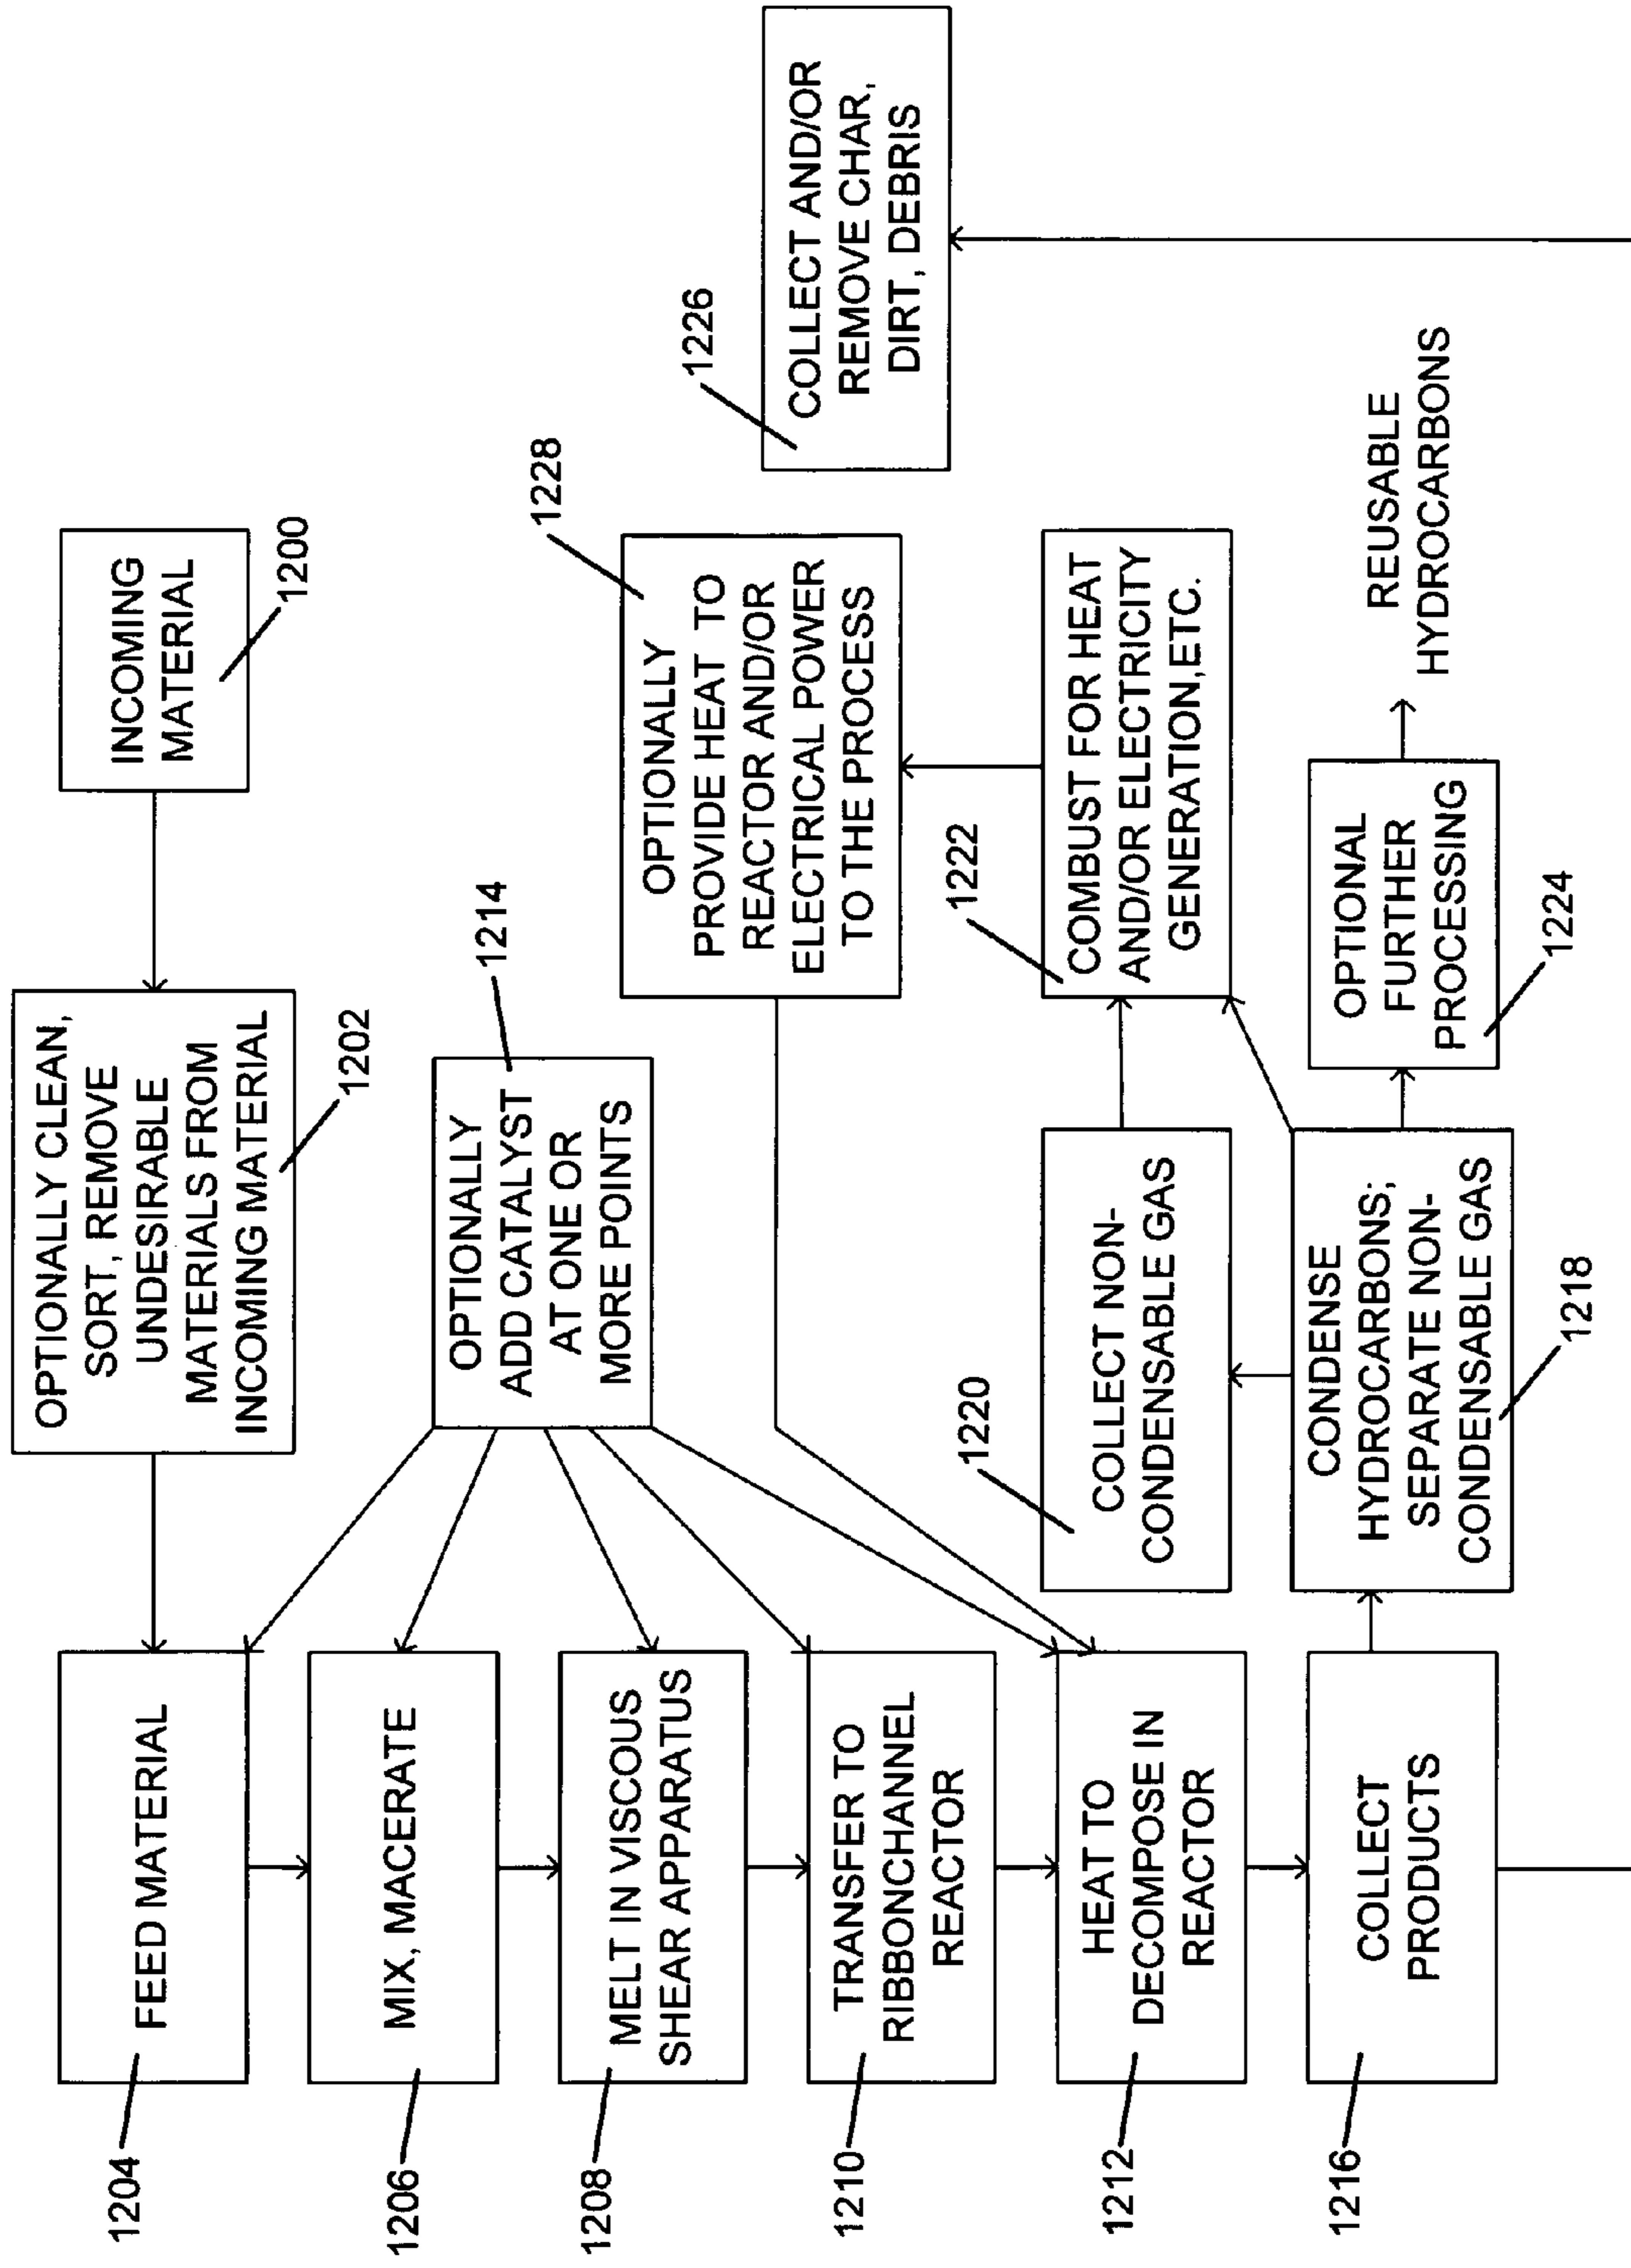 INCOMING
MATERIAL
1200
OPTIONALLY CLEAN,
SORT, REMOVE
UNDESIRABLE
MATERIALS FROM
INCOMING MATERIAL
1202
1204
FEED MATERIAL
1206
MIX, MACERATE
1208
MELT IN VISCOUS
SHEAR APPARATUS
1210
TRANSFER TO
RIBBONCHANNEL
REACTOR
1212
HEAT TO
DECOMPOSE IN
REACTOR
OPTIONALLY
ADD CATALYST
AT ONE OR
MORE POINTS
1214
1216
COLLECT
PRODUCTS
CONDENSE
HYDROCARBONS;
SEPARATE NON-
CONDENSABLE GAS
1218
1220
COLLECT NON-
CONDENSABLE GAS
1222
COMBUST FOR HEAT
AND/OR ELECTRICITY
GENERATION,ETC.
OPTIONAL
FURTHER
PROCESSING
1224
REUSABLE
HYDROCARBONS
1226
COLLECT AND/OR
REMOVE CHAR,
DIRT, DEBRIS
1228
OPTIONALLY
PROVIDE HEAT TO
REACTOR AND/OR
ELECTRICAL POWER
TO THE PROCESS